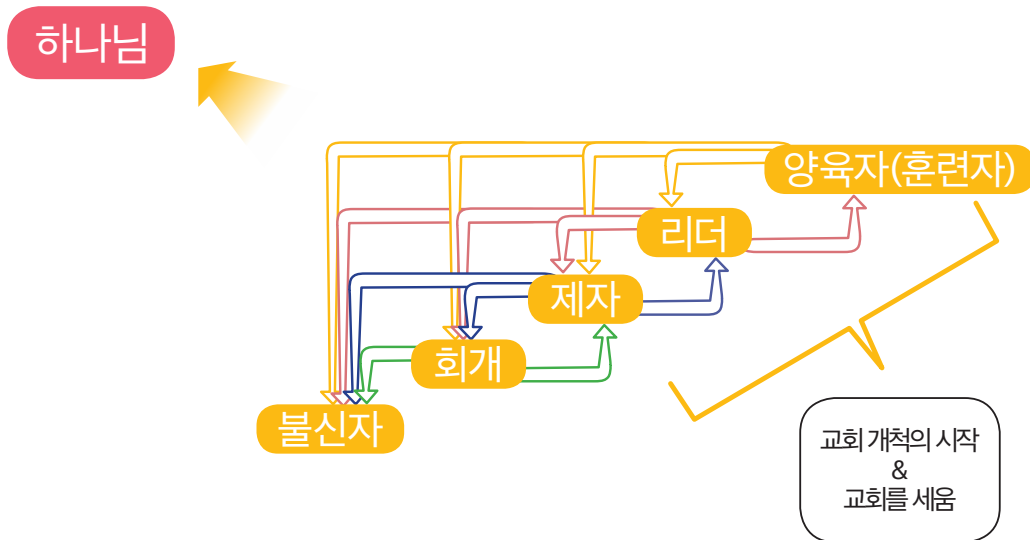 하나님
양육자(훈련자)
리더
제자
회개
불신자
교회 개척의 시작
&
교회를 세움